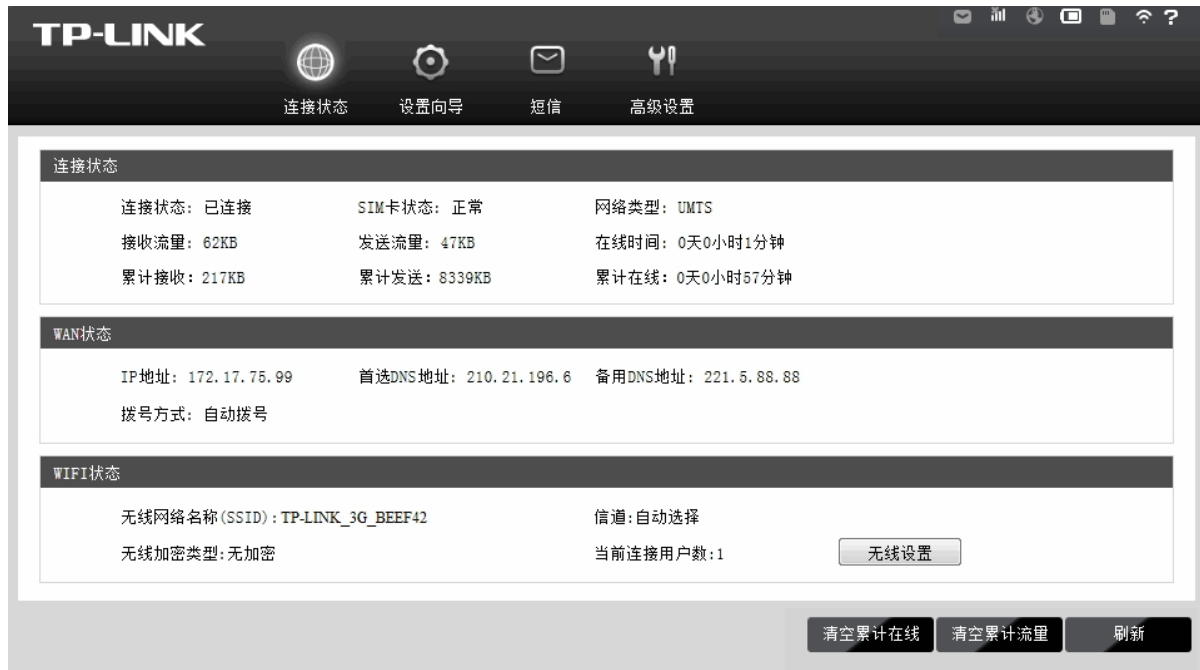 TP-LINK
?
连接状态 设置向导 短信 高级设置
连接状态
连接状态: 已连接 SIM卡状态: 正常 网络类型: UMTS
接收流量: 62KB 发送流量: 47KB 在线时间: 0天0小时1分钟
累计接收: 217KB 累计发送: 8339KB 累计在线: 0天0小时57分钟
WAN状态
IP地址: 172.17.75.99 首选DNS地址: 210.21.196.6 备用DNS地址: 221.5.88.88
拨号方式: 自动拨号
WIFI状态
无线网络名称(SSID):TP-LINK_3G_BEEF42 信道:自动选择
无线加密类型:无加密 当前连接用户数:1 无线设置
清空累计在线 清空累计流量 刷新